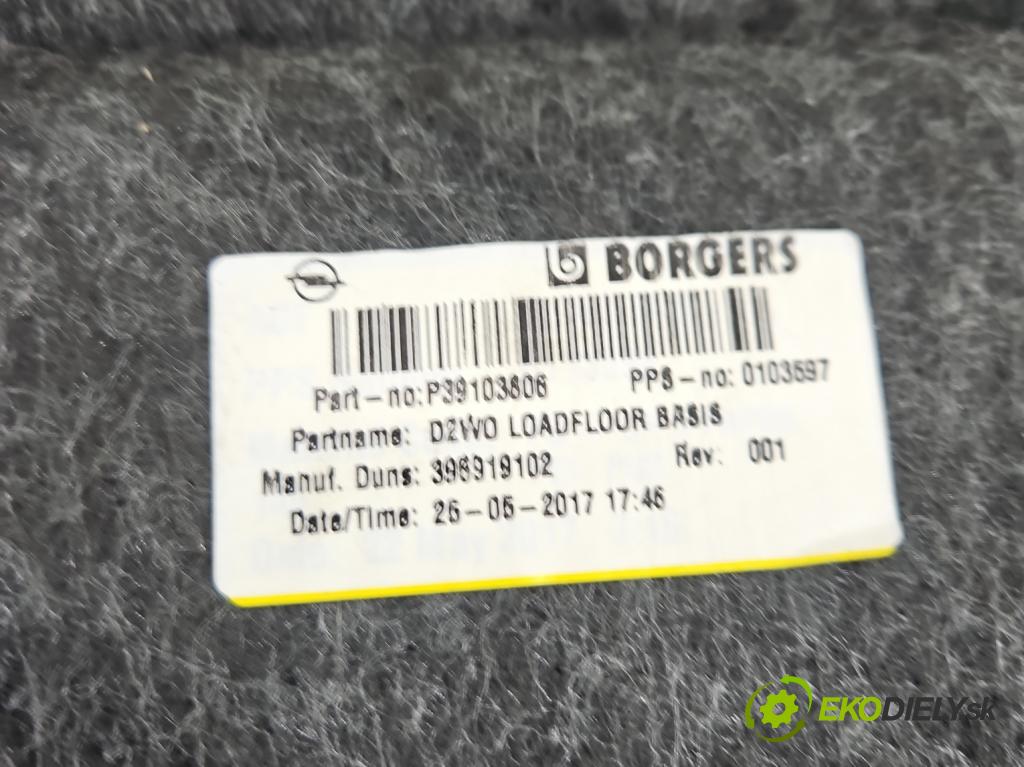 BORGERS
Part-no:P39103806 PPS-no: 0103597
Partname: D2WO LOADFLOOR BASIS
Manuf. Duns: 396919102 Rev: 001
Date/Time: 25-05-2017 17:46
EKODIELY.sk